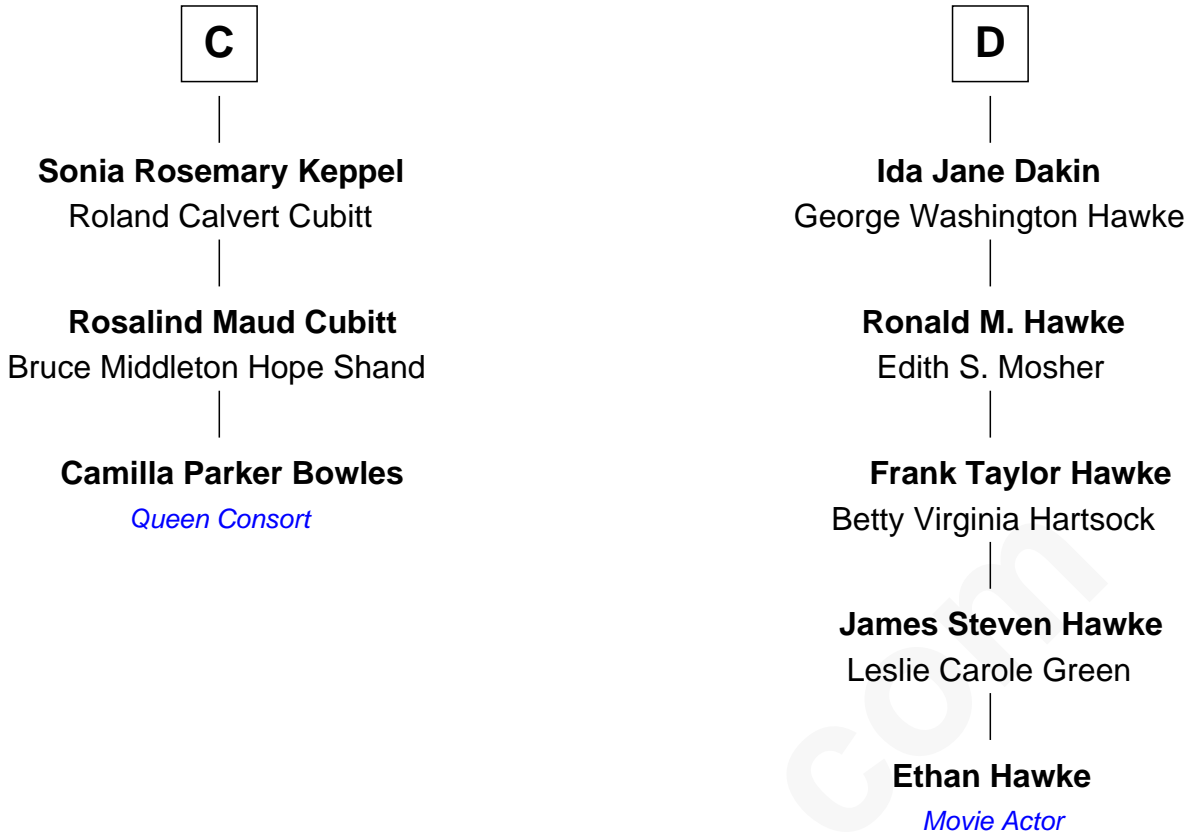 C
Sonia Rosemary Keppel
Roland Calvert Cubitt
Rosalind Maud Cubitt
Bruce Middleton Hope Shand
Camilla Parker Bowles
Queen Consort
D
Ida Jane Dakin
George Washington Hawke
Ronald M. Hawke
Edith S. Mosher
Frank Taylor Hawke
Betty Virginia Hartsock
James Steven Hawke
Leslie Carole Green
Ethan Hawke
Movie Actor
com